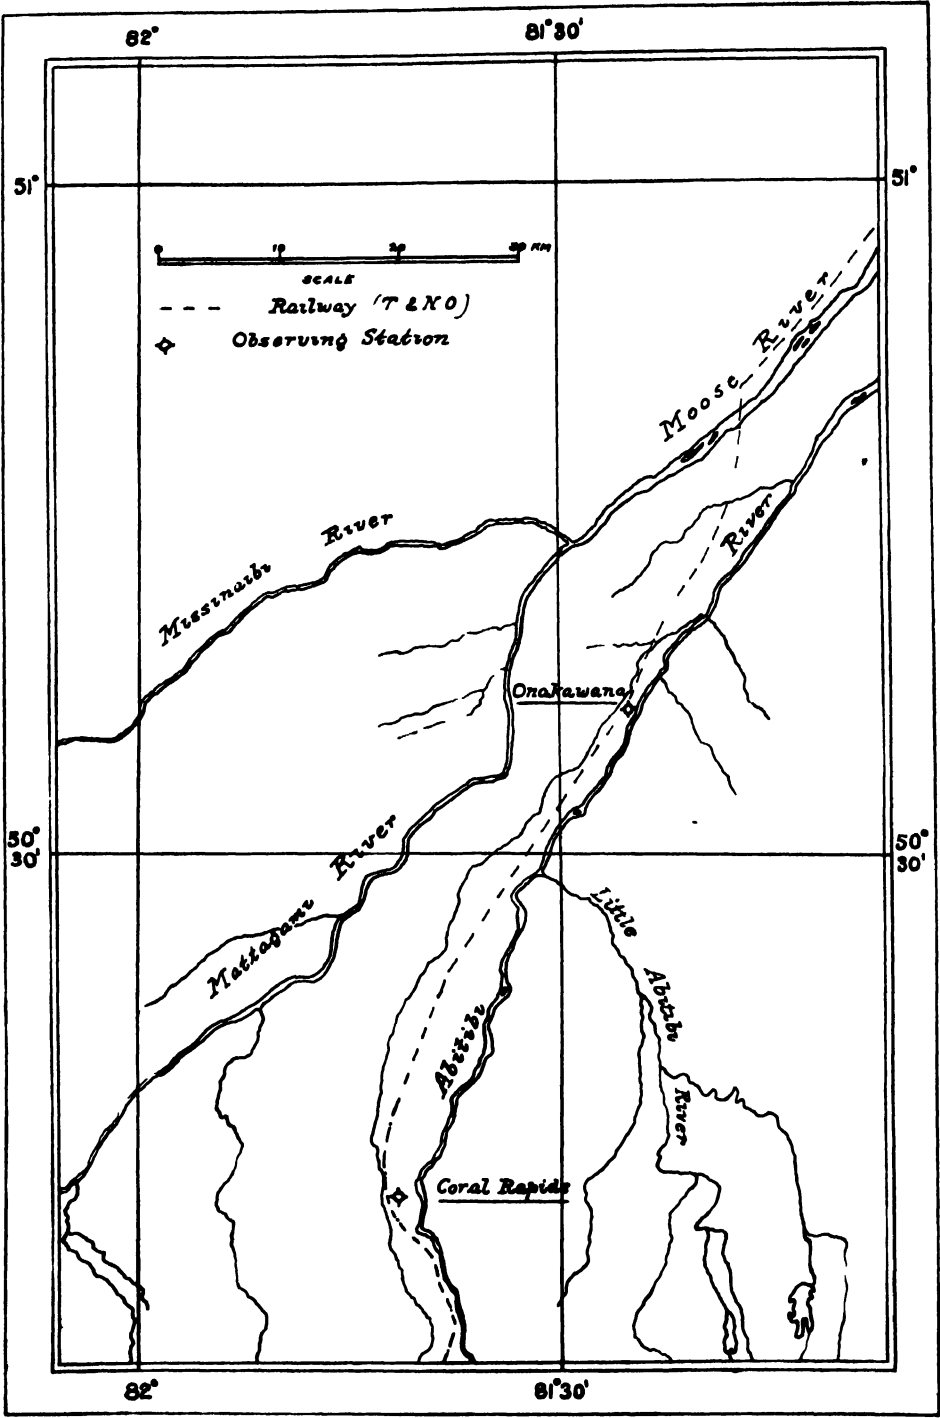 82° 81°30'
51° 51°
0 10 20 30 KM
SCALE
Railway (T & N O)
Observing Station
Moose River
Missinaibi River
River
Onakawana
50° 30' 50° 30'
Mattagami River
Little Abitibi River
Abitibi
Coral Rapids
82° 81°30'